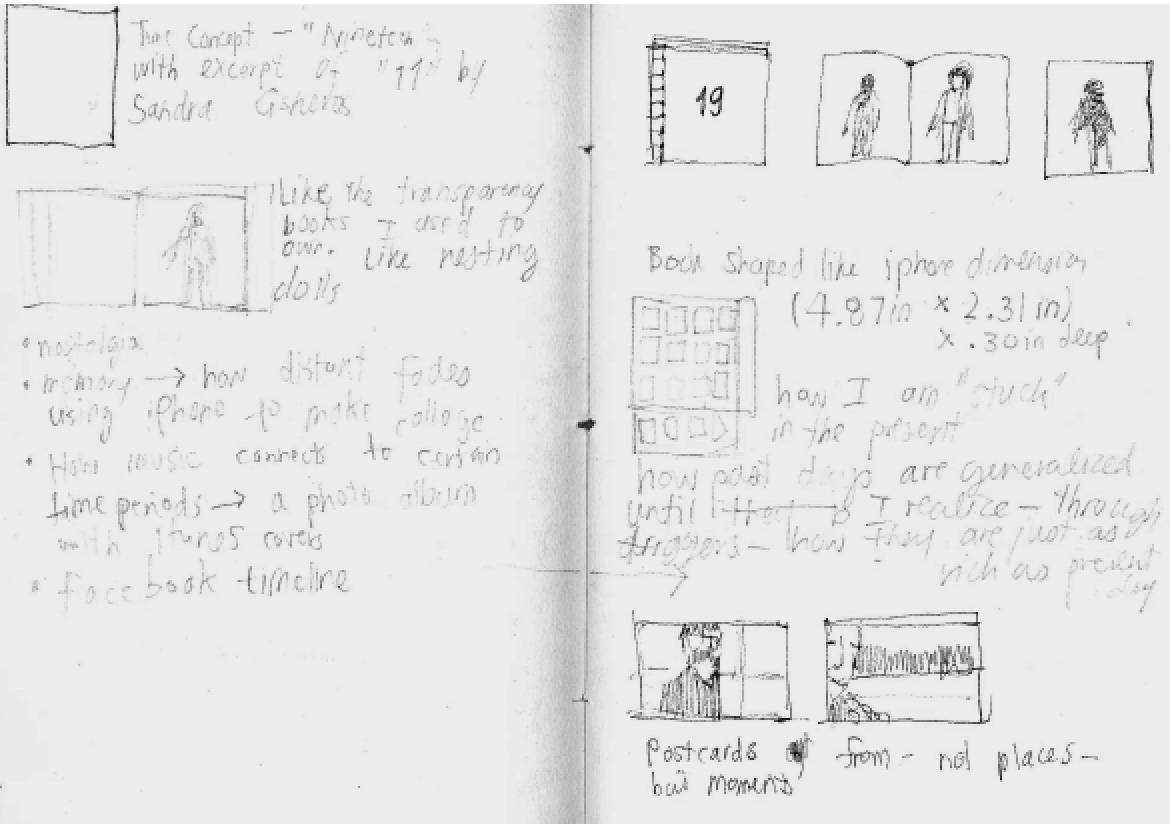 Time Concept – "Nineteen"
with excerpt of "11" by
Sandra Cisneros
Like the transparency
books I used to
own. Like nesting
dolls
• nostalgia
• memory → how distant fades
using iphone to make collage
• How music connects to certain
time periods → a photo album
with itunes covers
• facebook timeline
19
Book shaped like iphone dimension
(4.87in × 2.31in)
× .30in deep
how I am "stuck"
in the present
how past days are generalized
until I realize – through
triggers – how they are just as
rich as present
day
Postcards from – not places –
but moments